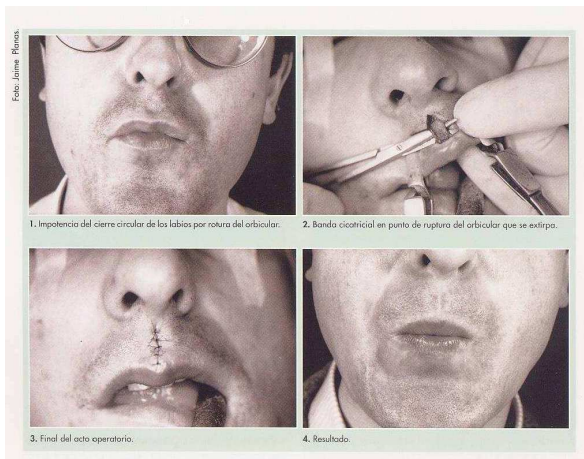 Foto: Jaime Planas.
1. Impotencia del cierre circular de los labios por rotura del orbicular.
2. Banda cicatricial en punto de ruptura del orbicular que se extirpa.
3. Final del acto operatorio.
4. Resultado.